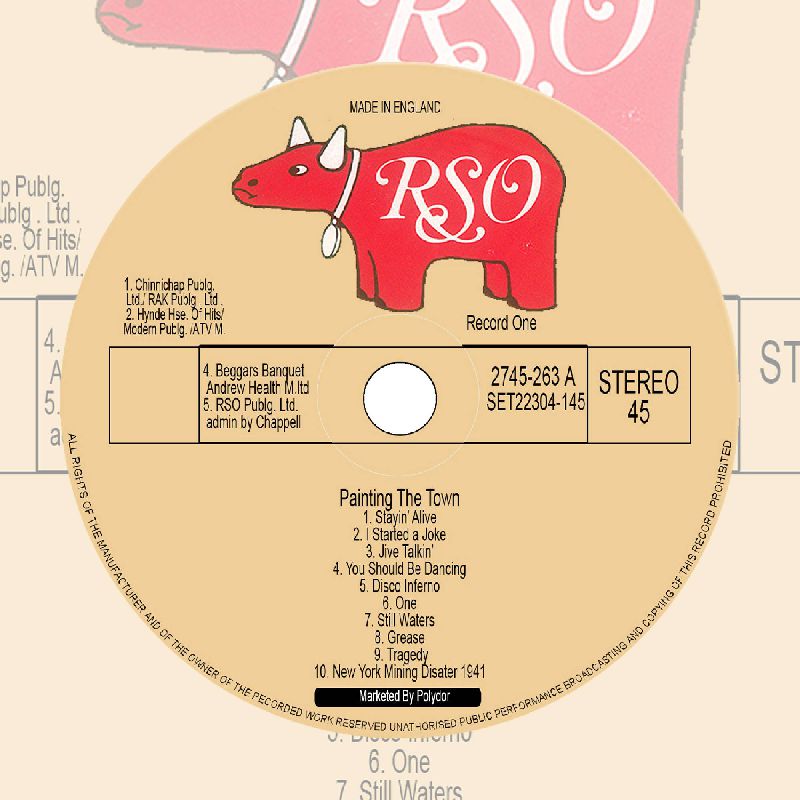 RSO
MADE IN ENGLAND
RSO
p Publg.
ublg . Ltd .
se. Of Hits/
g. /ATV M.
1. Chinnichap Publg.
Ltd./ RAK Publg . Ltd .
2. Hynde Hse. Of Hits/
Modern Publg. /ATV M.
Record One
4. Beggars Banquet
Andrew Health M.ltd
5. RSO Publg. Ltd.
admin by Chappell
2745-263 A
SET22304-145
STEREO
45
4.
A
5.
a
ST
Painting The Town
1. Stayin' Alive
2. I Started a Joke
3. Jive Talkin'
4. You Should Be Dancing
5. Disco Inferno
6. One
7. Still Waters
8. Grease
9. Tragedy
10. New York Mining Disater 1941
Marketed By Polydor
ALL RIGHTS OF THE MANUFACTURER AND OF THE OWNER OF THE RECORDED WORK RESERVED UNAUTHORISED PUBLIC PERFORMANCE BROADCASTING AND COPYING OF THIS RECORD PROHIBITED
5. Disco Inferno
6. One
7. Still Waters